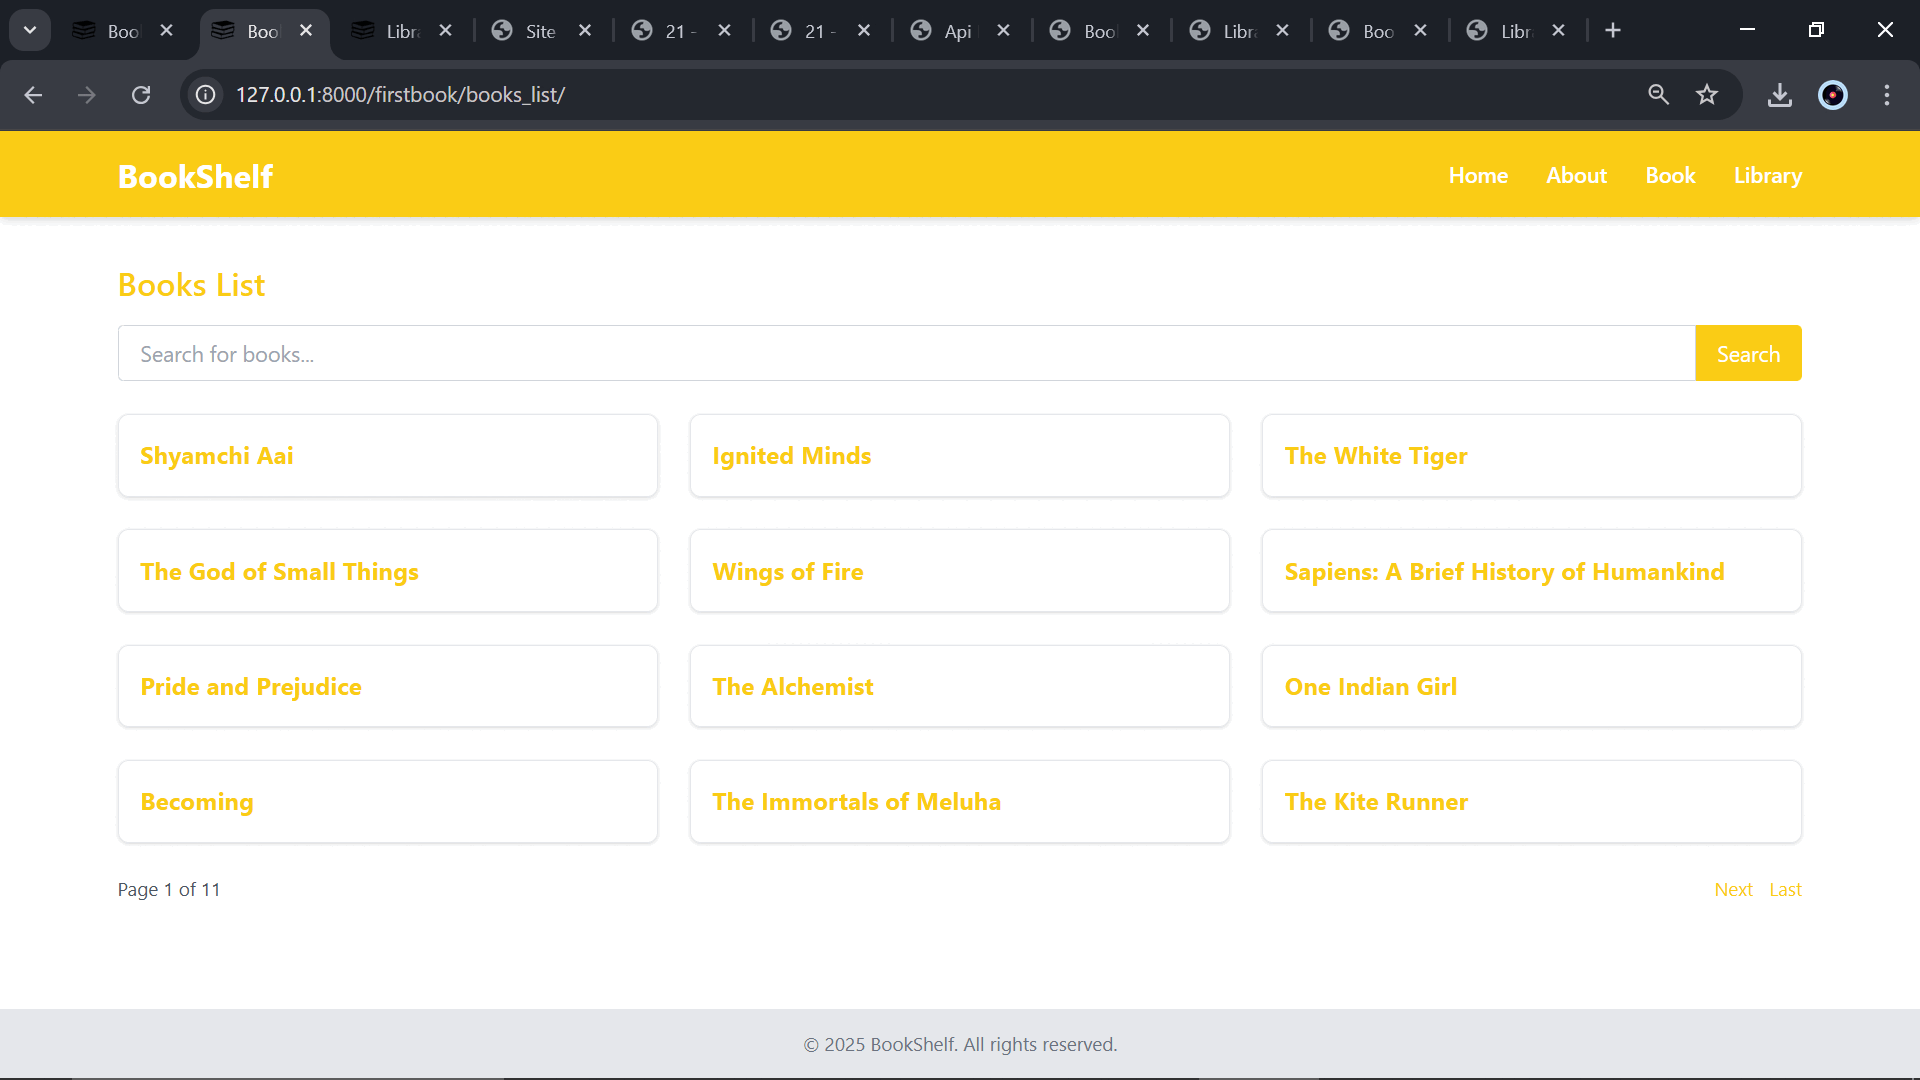 Boo Boo Libr Site 21 - 21 - Api Boo Libr Boo Libr
127.0.0.1:8000/firstbook/books_list/
BookShelf Home About Book Library
Books List
Search for books... Search
Shyamchi Aai Ignited Minds The White Tiger
The God of Small Things Wings of Fire Sapiens: A Brief History of Humankind
Pride and Prejudice The Alchemist One Indian Girl
Becoming The Immortals of Meluha The Kite Runner
Page 1 of 11 Next Last
© 2025 BookShelf. All rights reserved.